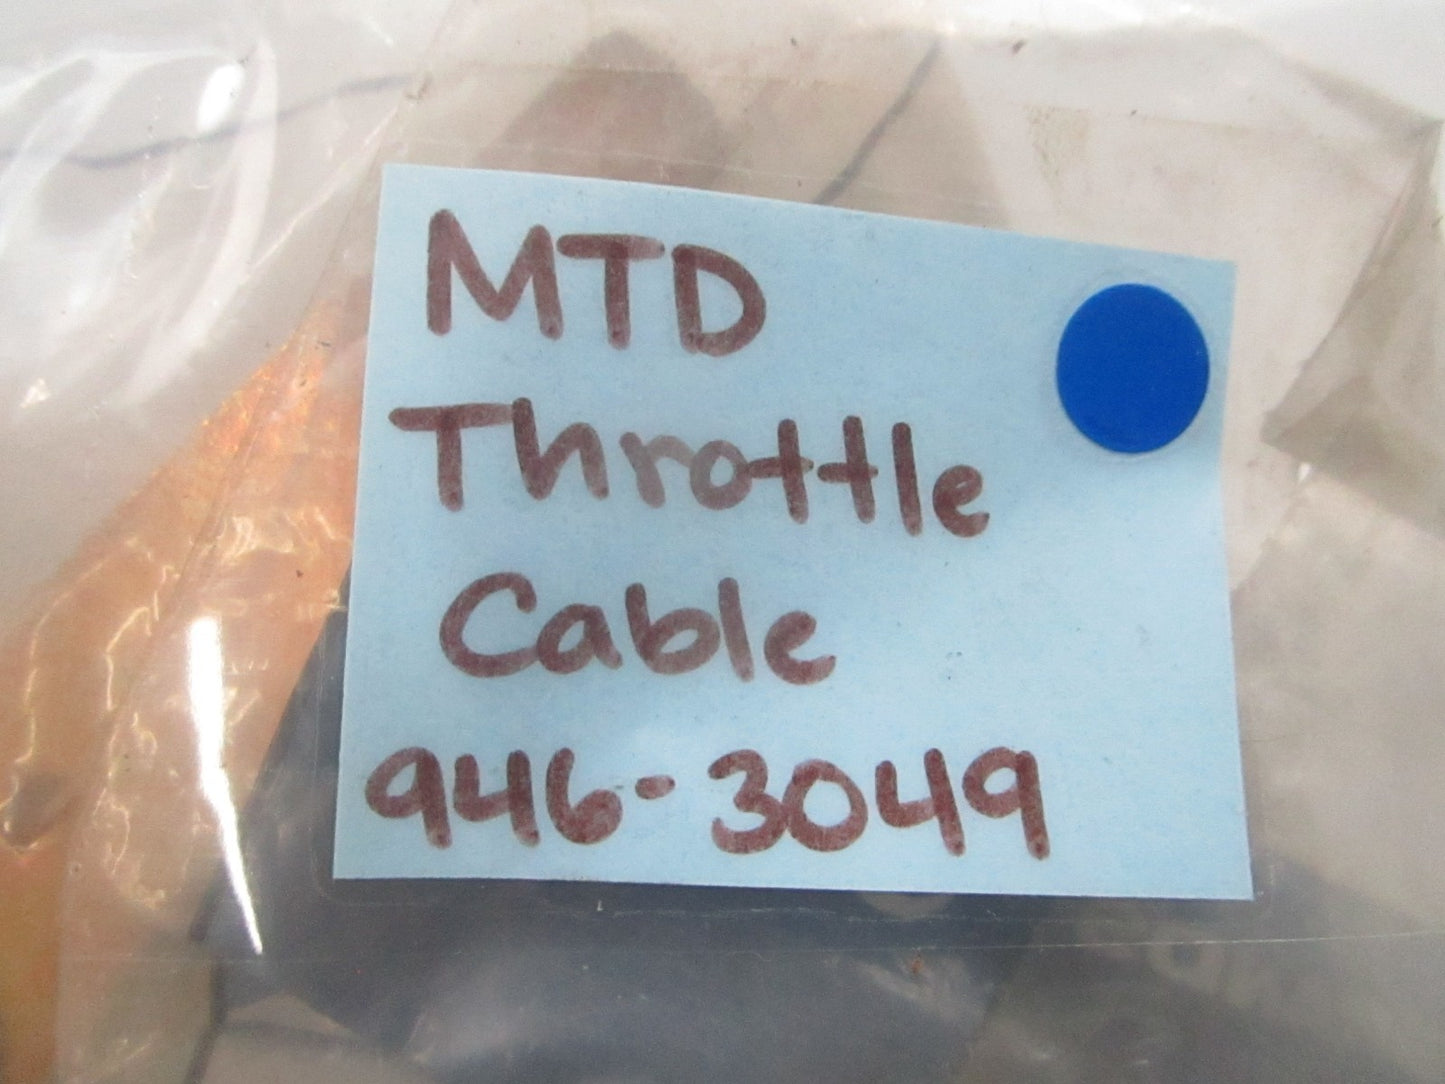 MTD
Throttle
Cable
946-3049